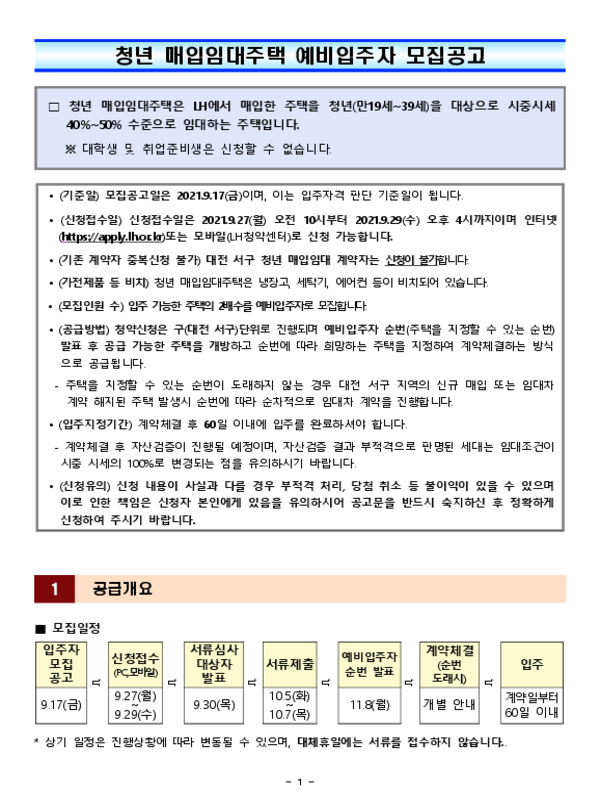 청년 매입임대주택 예비입주자 모집공고
□ 청년 매입임대주택은 LH에서 매입한 주택을 청년(만19세~39세)을 대상으로 시중시세
40%~50% 수준으로 임대하는 주택입니다.
※ 대학생 및 취업준비생은 신청할 수 없습니다.
• (기준일) 모집공고일은 2021.9.17(금)이며, 이는 입주자격 판단 기준일이 됩니다.
• (신청접수일) 신청접수일은 2021.9.27(월) 오전 10시부터 2021.9.29(수) 오후 4시까지이며 인터넷
(https://apply.lh.or.kr)또는 모바일(LH청약센터)로 신청 가능합니다.
• (기존 계약자 중복신청 불가) 대전 서구 청년 매입임대 계약자는 신청이 불가합니다.
• (가전제품 등 비치) 청년 매입임대주택은 냉장고, 세탁기, 에어컨 등이 비치되어 있습니다.
• (모집인원 수) 입주 가능한 주택의 2배수를 예비입주자로 모집합니다.
• (공급방법) 청약신청은 구(대전 서구)단위로 진행되며 예비입주자 순번(주택을 지정할 수 있는 순번)
발표 후 공급 가능한 주택을 개방하고 순번에 따라 희망하는 주택을 지정하여 계약체결하는 방식
으로 공급됩니다.
- 주택을 지정할 수 있는 순번이 도래하지 않는 경우 대전 서구 지역의 신규 매입 또는 임대차
계약 해지된 주택 발생시 순번에 따라 순차적으로 임대차 계약을 진행합니다.
• (입주지정기간) 계약체결 후 60일 이내에 입주를 완료하셔야 합니다.
- 계약체결 후 자산검증이 진행될 예정이며, 자산검증 결과 부적격으로 판명된 세대는 임대조건이
시중 시세의 100%로 변경되는 점을 유의하시기 바랍니다.
• (신청유의) 신청 내용이 사실과 다를 경우 부적격 처리, 당첨 취소 등 불이익이 있을 수 있으며
이로 인한 책임은 신청자 본인에게 있음을 유의하시어 공고문을 반드시 숙지하신 후 정확하게
신청하여 주시기 바랍니다.
1 공급개요
■ 모집일정
입주자
모집
공고
⇨
신청접수
(PC,모바일)
⇨
서류심사
대상자
발표
⇨
서류제출
⇨
예비입주자
순번 발표
⇨
계약체결
(순번
도래시)
⇨
입주
9.17(금)
9.27(월)
~
9.29(수)
9.30(목)
10.5(화)
~
10.7(목)
11.8(월)
개별 안내
계약일부터
60일 이내
* 상기 일정은 진행상황에 따라 변동될 수 있으며, 대체휴일에는 서류를 접수하지 않습니다..
- 1 -